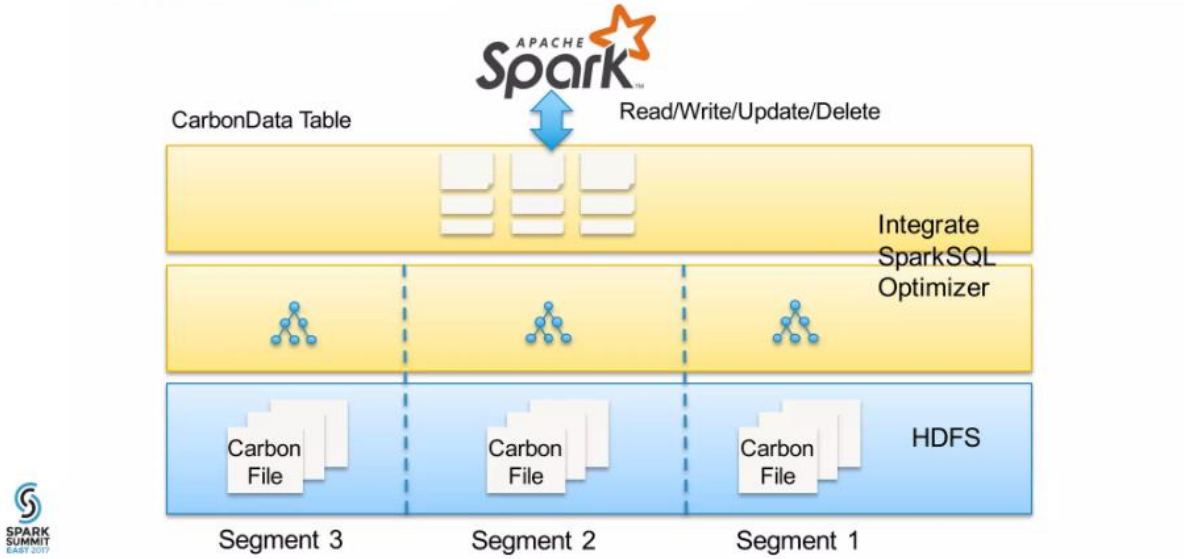 APACHE
Spark
TM
CarbonData Table
Read/Write/Update/Delete
Integrate
SparkSQL
Optimizer
Carbon
File
Carbon
File
Carbon
File
HDFS
Segment 3
Segment 2
Segment 1
SPARK
SUMMIT
EAST 2017